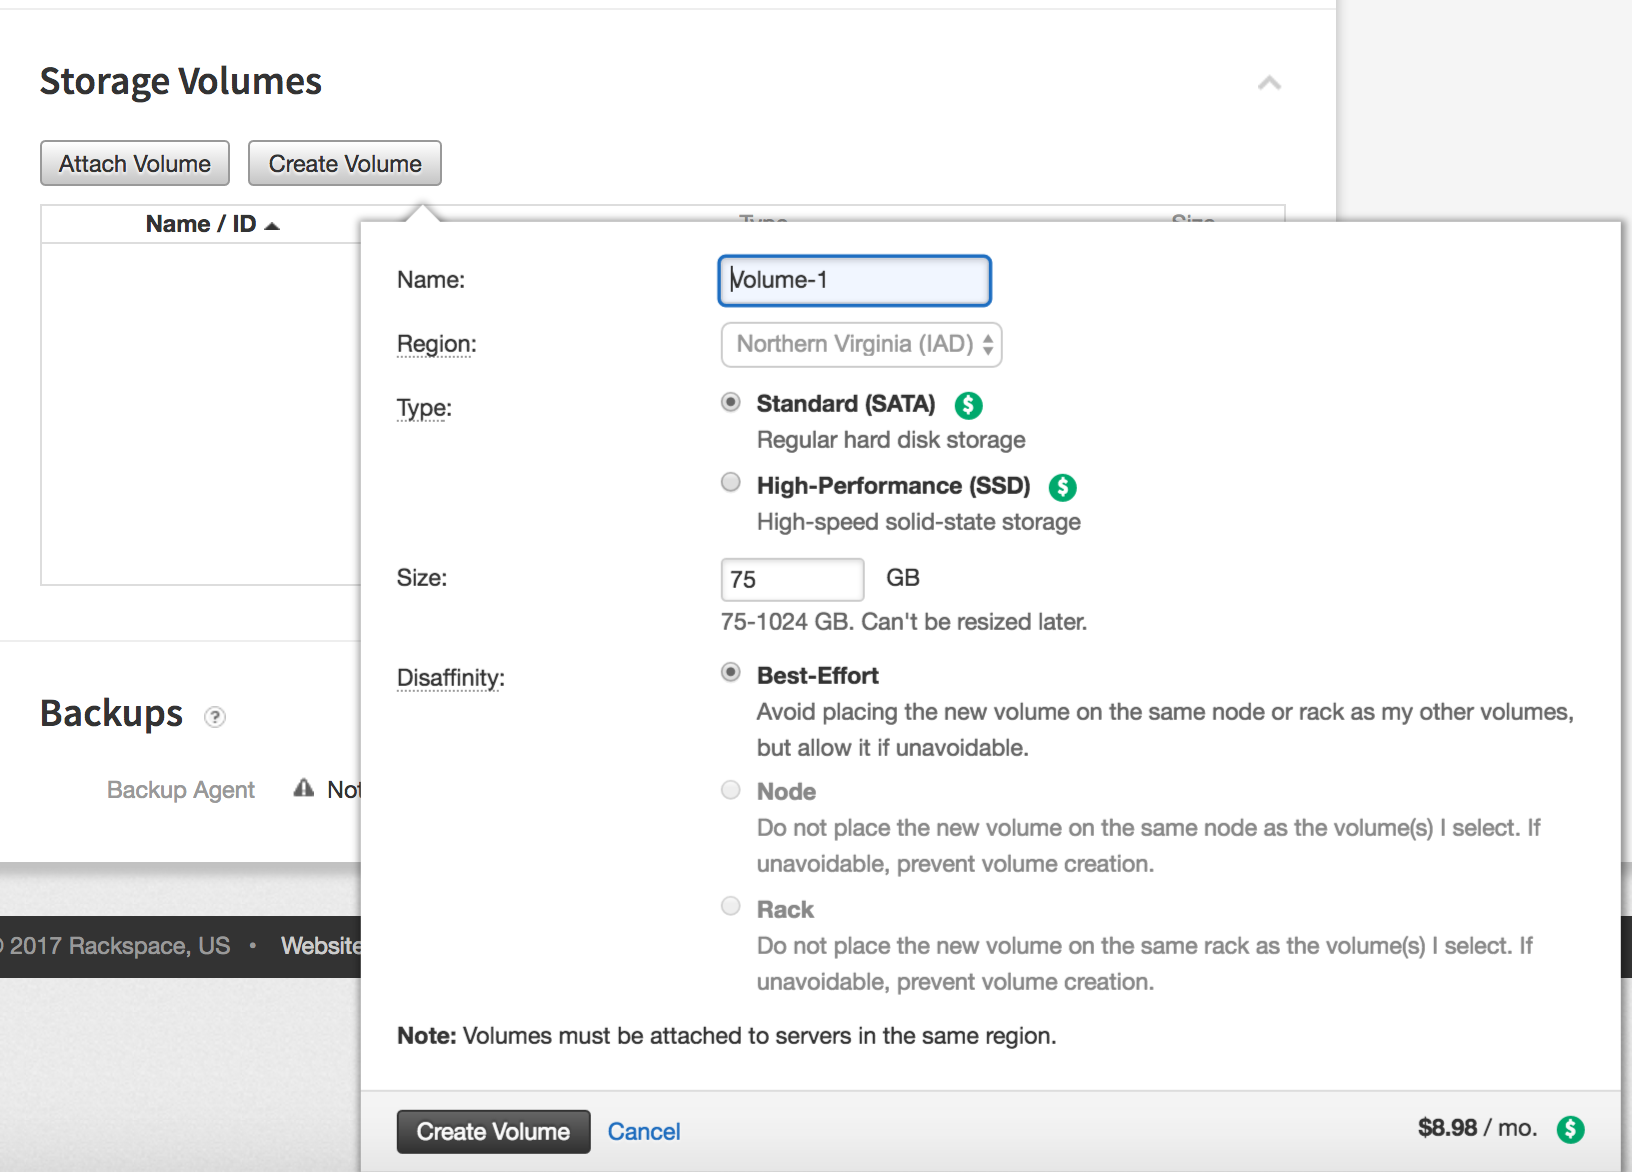 Storage Volumes
Attach Volume Create Volume
Name / ID Type Size
Name: Volume-1
Region: Northern Virginia (IAD)
Type: Standard (SATA) $
Regular hard disk storage
High-Performance (SSD) $
High-speed solid-state storage
Size: 75 GB
75-1024 GB. Can't be resized later.
Disaffinity: Best-Effort
Avoid placing the new volume on the same node or rack as my other volumes,
but allow it if unavoidable.
Node
Do not place the new volume on the same node as the volume(s) I select. If
unavoidable, prevent volume creation.
Rack
Do not place the new volume on the same rack as the volume(s) I select. If
unavoidable, prevent volume creation.
Note: Volumes must be attached to servers in the same region.
Create Volume Cancel $8.98 / mo. $
Backups ?
Backup Agent Not
© 2017 Rackspace, US • Website